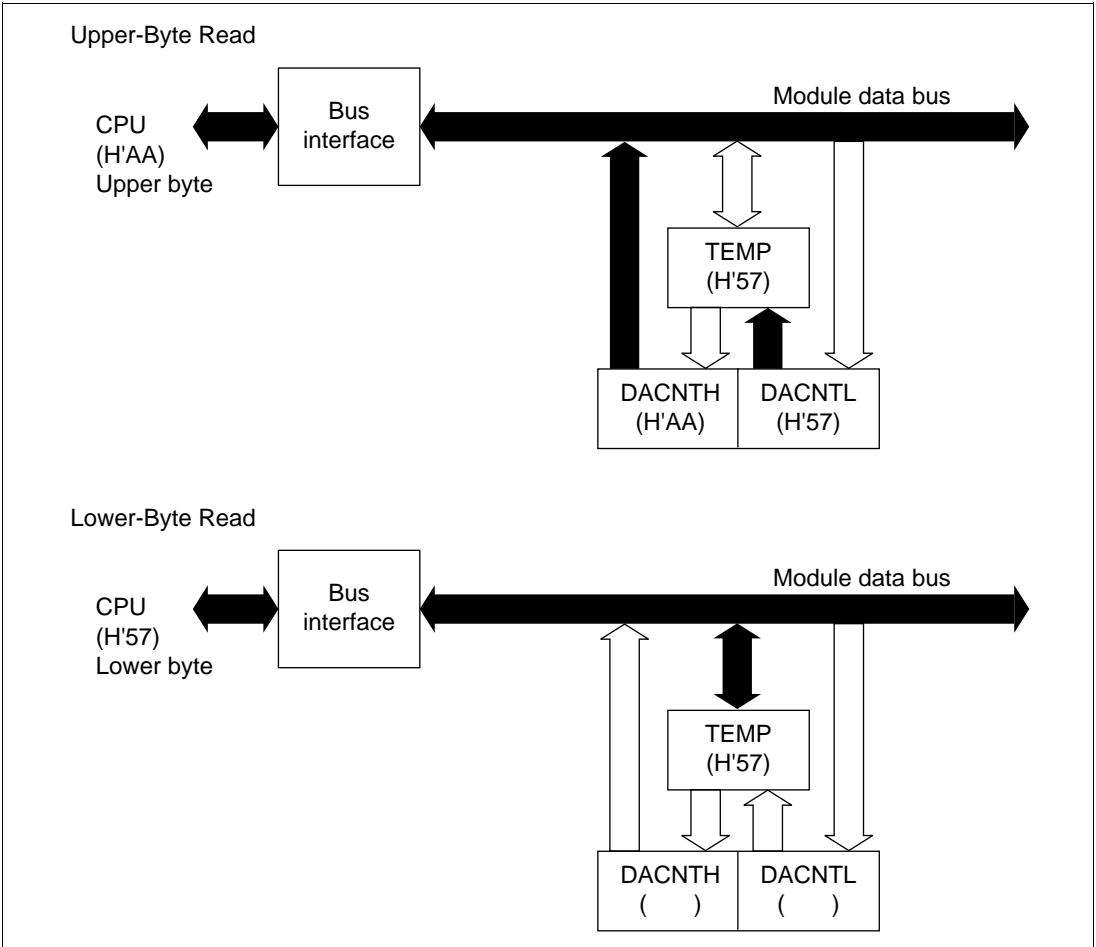 Upper-Byte Read
CPU
(H'AA)
Upper byte
Bus
interface
Module data bus
TEMP
(H'57)
DACNTH
(H'AA)
DACNTL
(H'57)
Lower-Byte Read
CPU
(H'57)
Lower byte
Bus
interface
Module data bus
TEMP
(H'57)
DACNTH
(      )
DACNTL
(      )